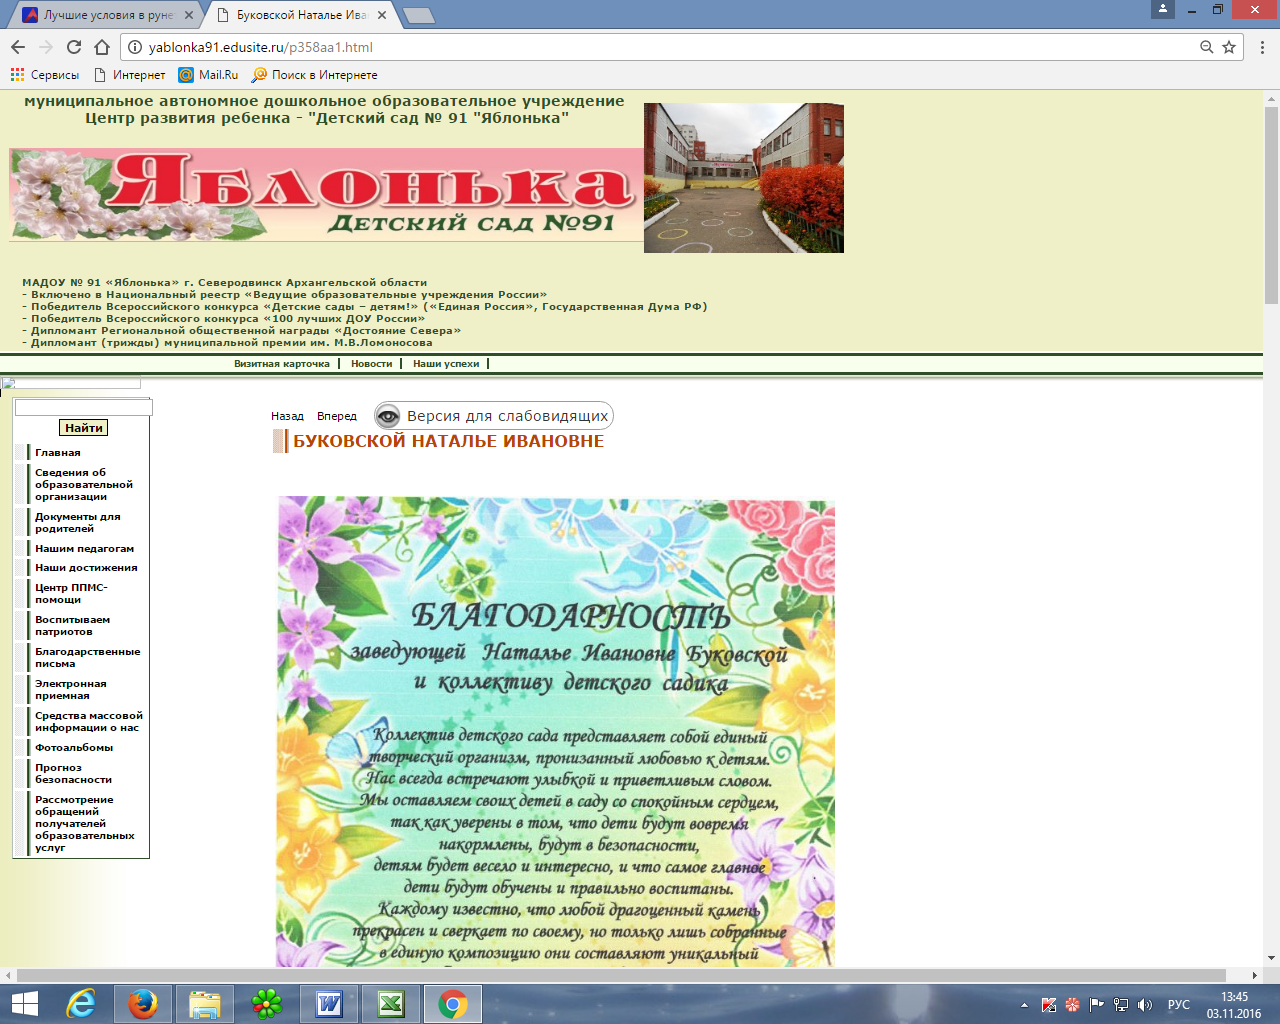 Лучшие условия в руне
Буковской Наталье Ива
yablonka91.edusite.ru/p358aa1.html
Сервисы
Интернет
Mail.Ru
Поиск в Интернете
муниципальное автономное дошкольное образовательное учреждение
Центр развития ребенка - "Детский сад № 91 "Яблонька"
Яблонька
Детский сад №91
МАДОУ № 91 «Яблонька» г. Северодвинск Архангельской области
- Включено в Национальный реестр «Ведущие образовательные учреждения России»
- Победитель Всероссийского конкурса «Детские сады – детям!» («Единая Россия», Государственная Дума РФ)
- Победитель Всероссийского конкурса «100 лучших ДОУ России»
- Дипломант Региональной общественной награды «Достояние Севера»
- Дипломант (трижды) муниципальной премии им. М.В.Ломоносова
Визитная карточка | Новости | Наши успехи |
Найти
Главная
Сведения об
образовательной
организации
Документы для
родителей
Нашим педагогам
Наши достижения
Центр ППМС-
помощи
Воспитываем
патриотов
Благодарственные
письма
Электронная
приемная
Средства массовой
информации о нас
Фотоальбомы
Прогноз
безопасности
Рассмотрение
обращений
получателей
образовательных
услуг
Назад Вперед Версия для слабовидящих
БУКОВСКОЙ НАТАЛЬЕ ИВАНОВНЕ
БЛАГОДАРНОСТЬ
заведующей Наталье Ивановне Буковской
и коллективу детского садика
Коллектив детского сада представляет собой единый
творческий организм, пронизанный любовью к детям.
Нас всегда встречают улыбкой и приветливым словом.
Мы оставляем своих детей в саду со спокойным сердцем,
так как уверены в том, что дети будут вовремя
накормлены, будут в безопасности,
детям будет весело и интересно, и что самое главное
дети будут обучены и правильно воспитаны.
Каждому известно, что любой драгоценный камень
прекрасен и сверкает по своему, но только лишь собранные
в единую композицию они составляют уникальный
РУС
13:45
03.11.2016